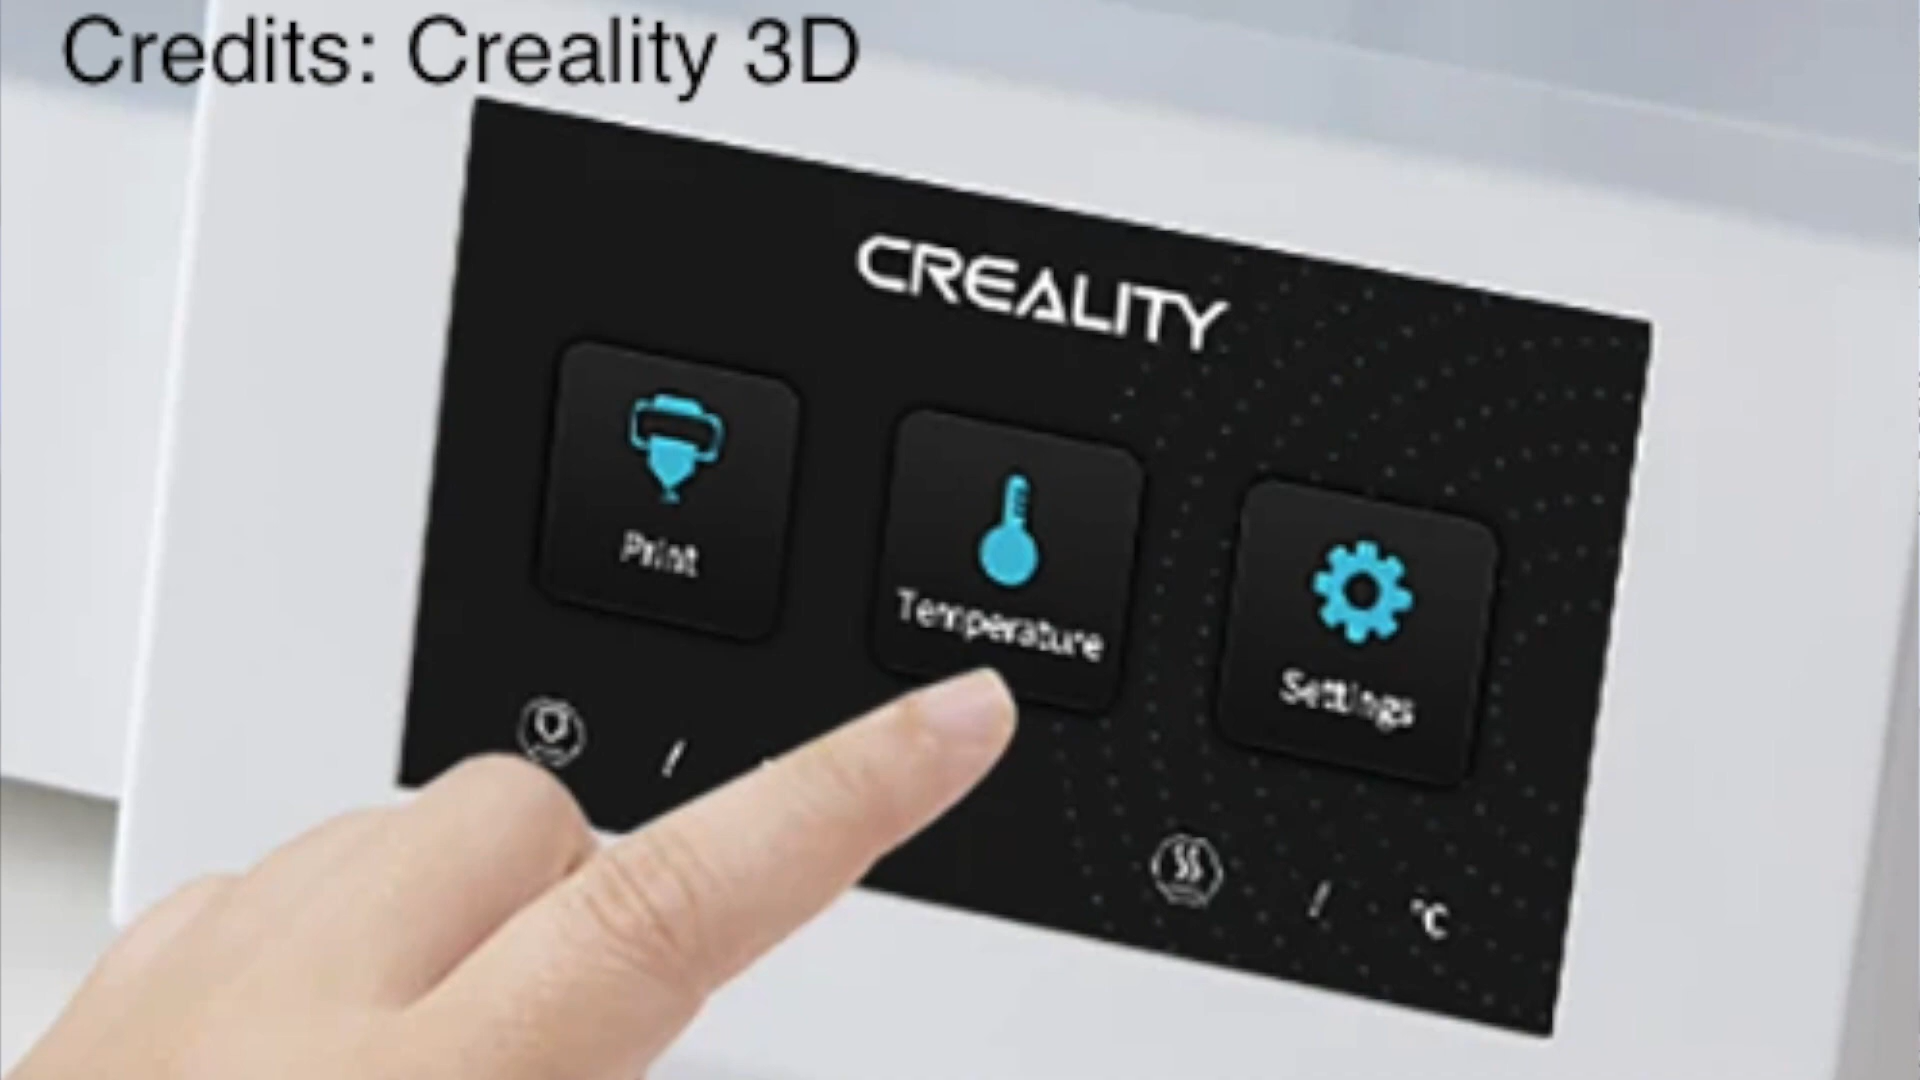 Credits: Creality 3D
CREALITY
Print
Temperature
Settings
/
/ °C